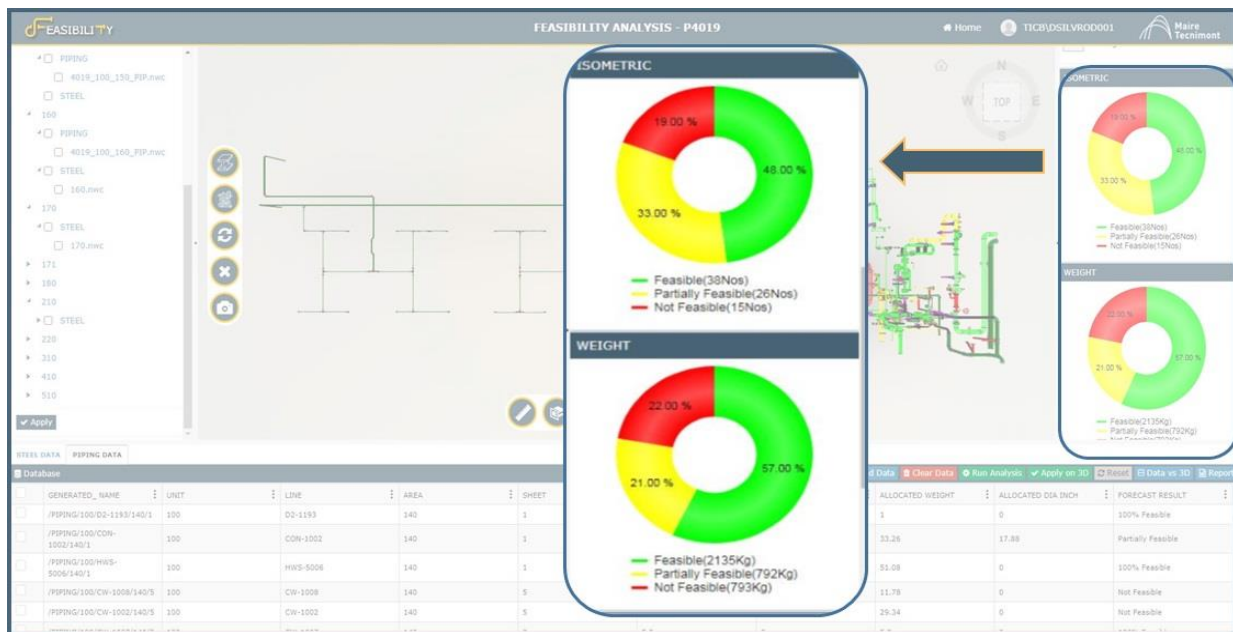 FEASIBILITY
FEASIBILITY ANALYSIS - P4019
Home
TICB\DSILVROD001
Maire
Tecnimont
PIPING
4019_100_150_PIP.nwc
STEEL
160
PIPING
4019_100_160_PIP.nwc
STEEL
160.nwc
170
STEEL
170.nwc
171
180
210
STEEL
220
310
410
510
Apply
N
W TOP E
S
ISOMETRIC
19.00 %
48.00 %
33.00 %
Feasible(38Nos)
Partially Feasible(26Nos)
Not Feasible(15Nos)
WEIGHT
22.00 %
57.00 %
21.00 %
Feasible(2135Kg)
Partially Feasible(792Kg)
Not Feasible(793Kg)
ISOMETRIC
19.00 %
48.00 %
33.00 %
Feasible(38Nos)
Partially Feasible(26Nos)
Not Feasible(15Nos)
WEIGHT
22.00 %
57.00 %
21.00 %
Feasible(2135Kg)
Partially Feasible(792Kg)
STEEL DATA PIPING DATA
Database
Data Clear Data Run Analysis Apply on 3D Reset Data vs 3D Report
GENERATED_NAME UNIT LINE AREA SHEET ALLOCATED WEIGHT ALLOCATED DIA INCH FORECAST RESULT
/PIPING/100/D2-1193/140/1 100 D2-1193 140 1 1 0 100% Feasible
/PIPING/100/CON-
1002/140/1 100 CON-1002 140 1 33.26 17.88 Partially Feasible
/PIPING/100/HWS-
5006/140/1 100 HWS-5006 140 1 51.08 0 100% Feasible
/PIPING/100/CW-1008/140/5 100 CW-1008 140 5 11.78 0 Not Feasible
/PIPING/100/CW-1002/140/5 100 CW-1002 140 5 29.34 0 Not Feasible